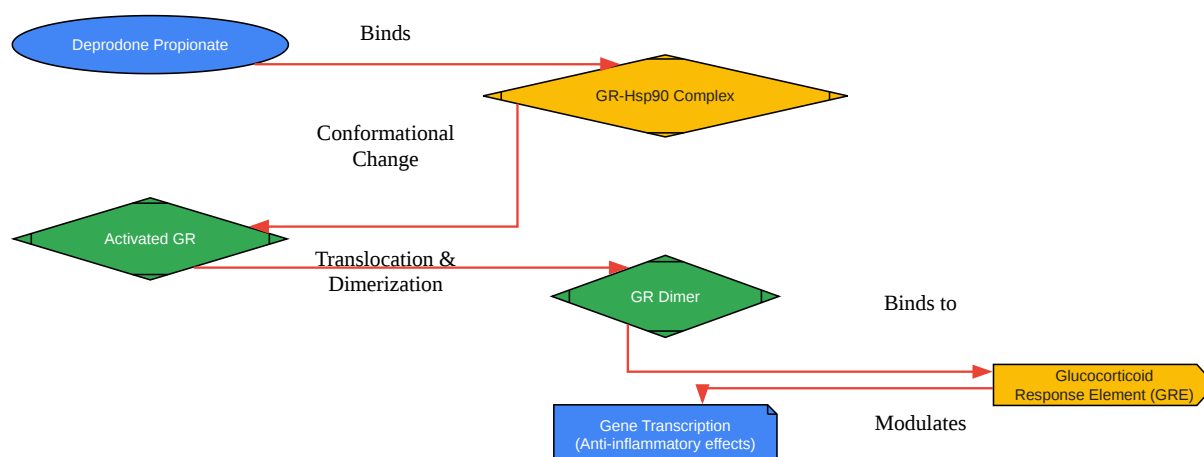 Deprodone Propionate
Binds
GR-Hsp90 Complex
Conformational
Change
Activated GR
Translocation &
Dimerization
GR Dimer
Binds to
Glucocorticoid
Response Element (GRE)
Modulates
Gene Transcription
(Anti-inflammatory effects)